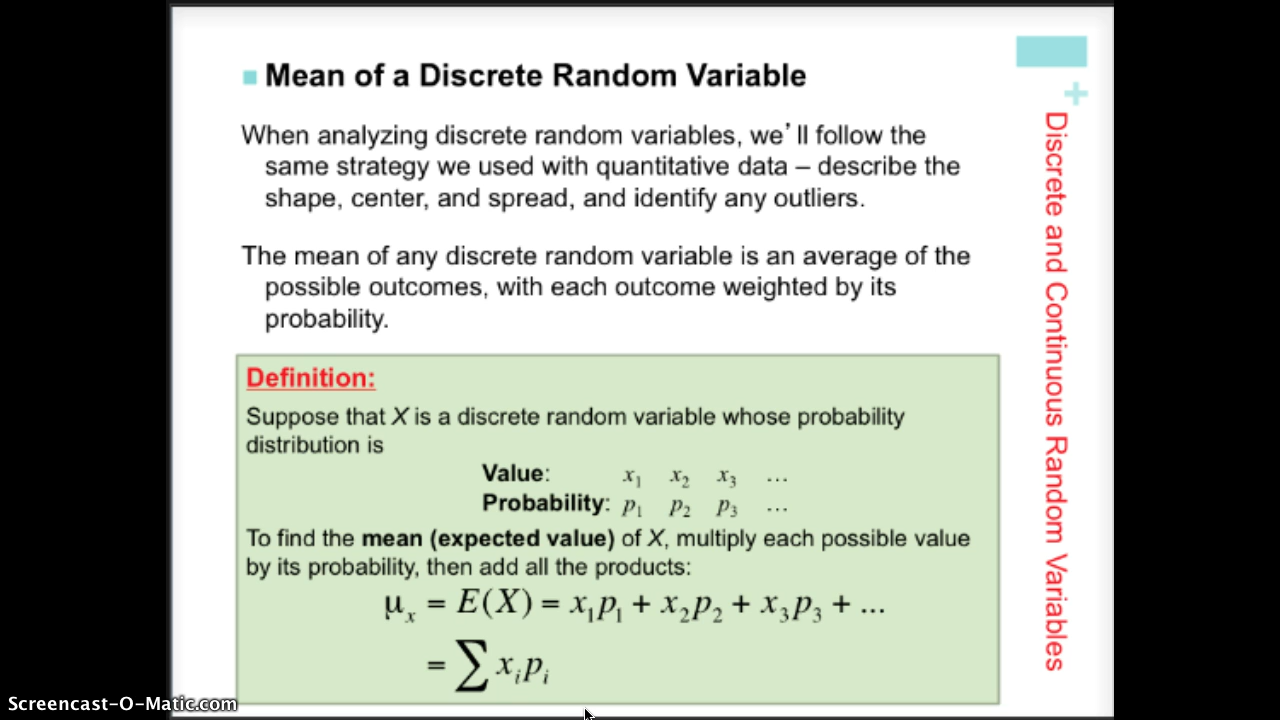 Mean of a Discrete Random Variable
When analyzing discrete random variables, we’ll follow the
same strategy we used with quantitative data – describe the
shape, center, and spread, and identify any outliers.
The mean of any discrete random variable is an average of the
possible outcomes, with each outcome weighted by its
probability.
Definition:
Suppose that X is a discrete random variable whose probability
distribution is
Value: x₁ x₂ x₃ …
Probability: p₁ p₂ p₃ …
To find the mean (expected value) of X, multiply each possible value
by its probability, then add all the products:
μₓ = E(X) = x₁p₁ + x₂p₂ + x₃p₃ + ...
= ∑ xᵢpᵢ
+
Discrete and Continuous Random Variables
Screencast-O-Matic.com